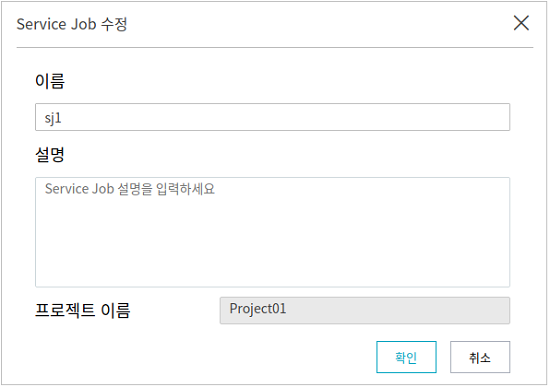 Service Job 수정
이름
sj1
설명
Service Job 설명을 입력하세요
프로젝트 이름 Project01
확인 취소